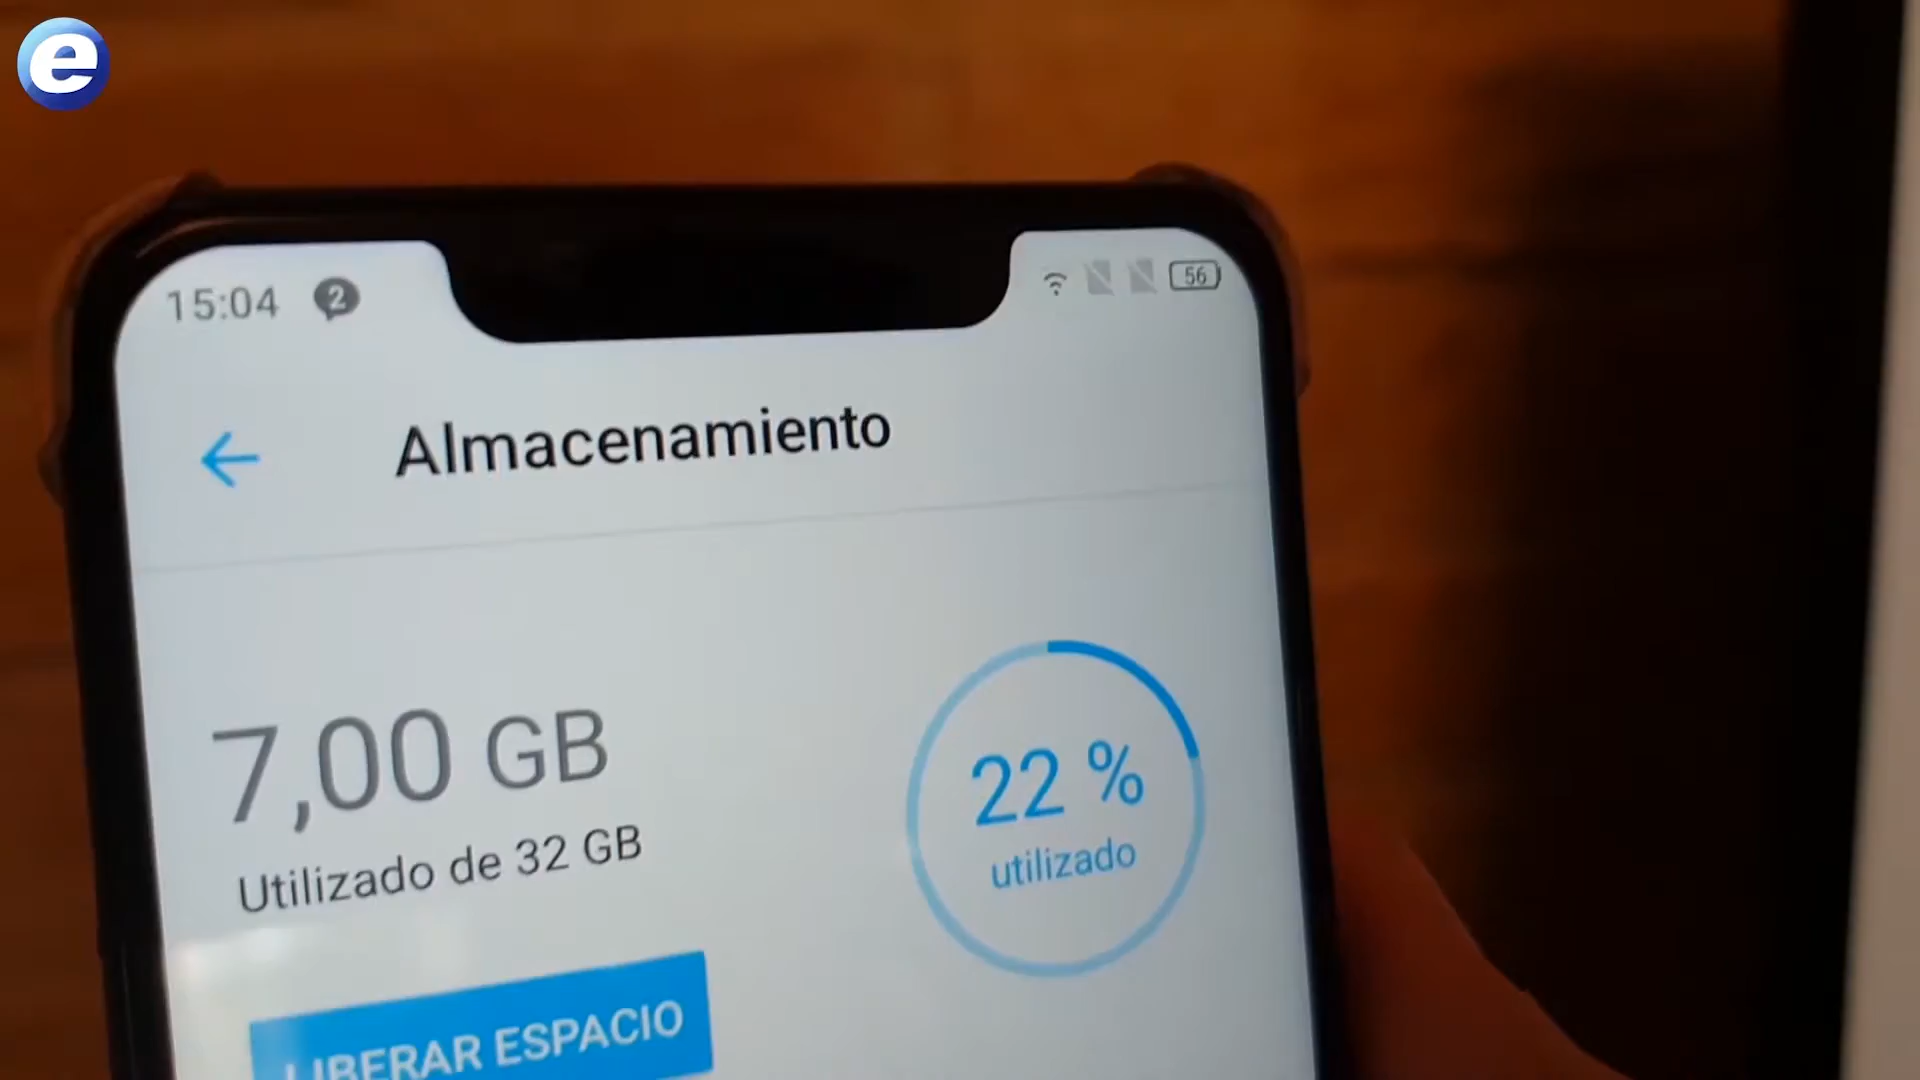 e
15:04 2 56
Almacenamiento
7,00 GB
Utilizado de 32 GB
22 %
utilizado
LIBERAR ESPACIO